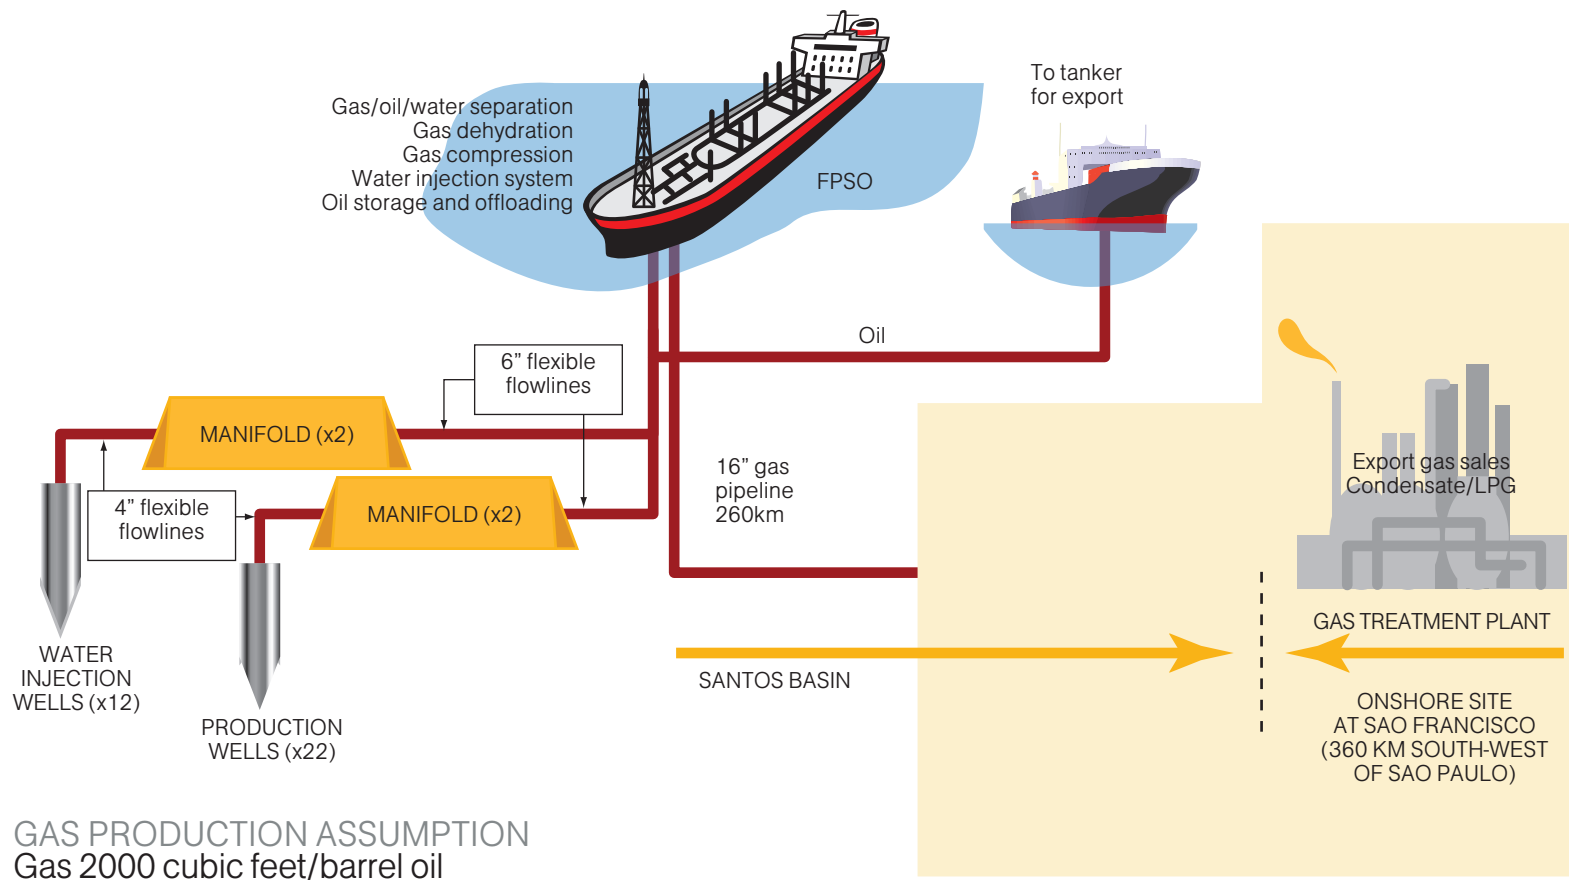 Gas/oil/water separation
Gas dehydration
Gas compression
Water injection system
Oil storage and offloading
FPSO
To tanker
for export
Oil
6” flexible
flowlines
MANIFOLD (x2)
4” flexible
flowlines
MANIFOLD (x2)
16” gas
pipeline
260km
Export gas sales
Condensate/LPG
GAS TREATMENT PLANT
WATER
INJECTION
WELLS (x12)
PRODUCTION
WELLS (x22)
SANTOS BASIN
ONSHORE SITE
AT SAO FRANCISCO
(360 KM SOUTH-WEST
OF SAO PAULO)
GAS PRODUCTION ASSUMPTION
Gas 2000 cubic feet/barrel oil